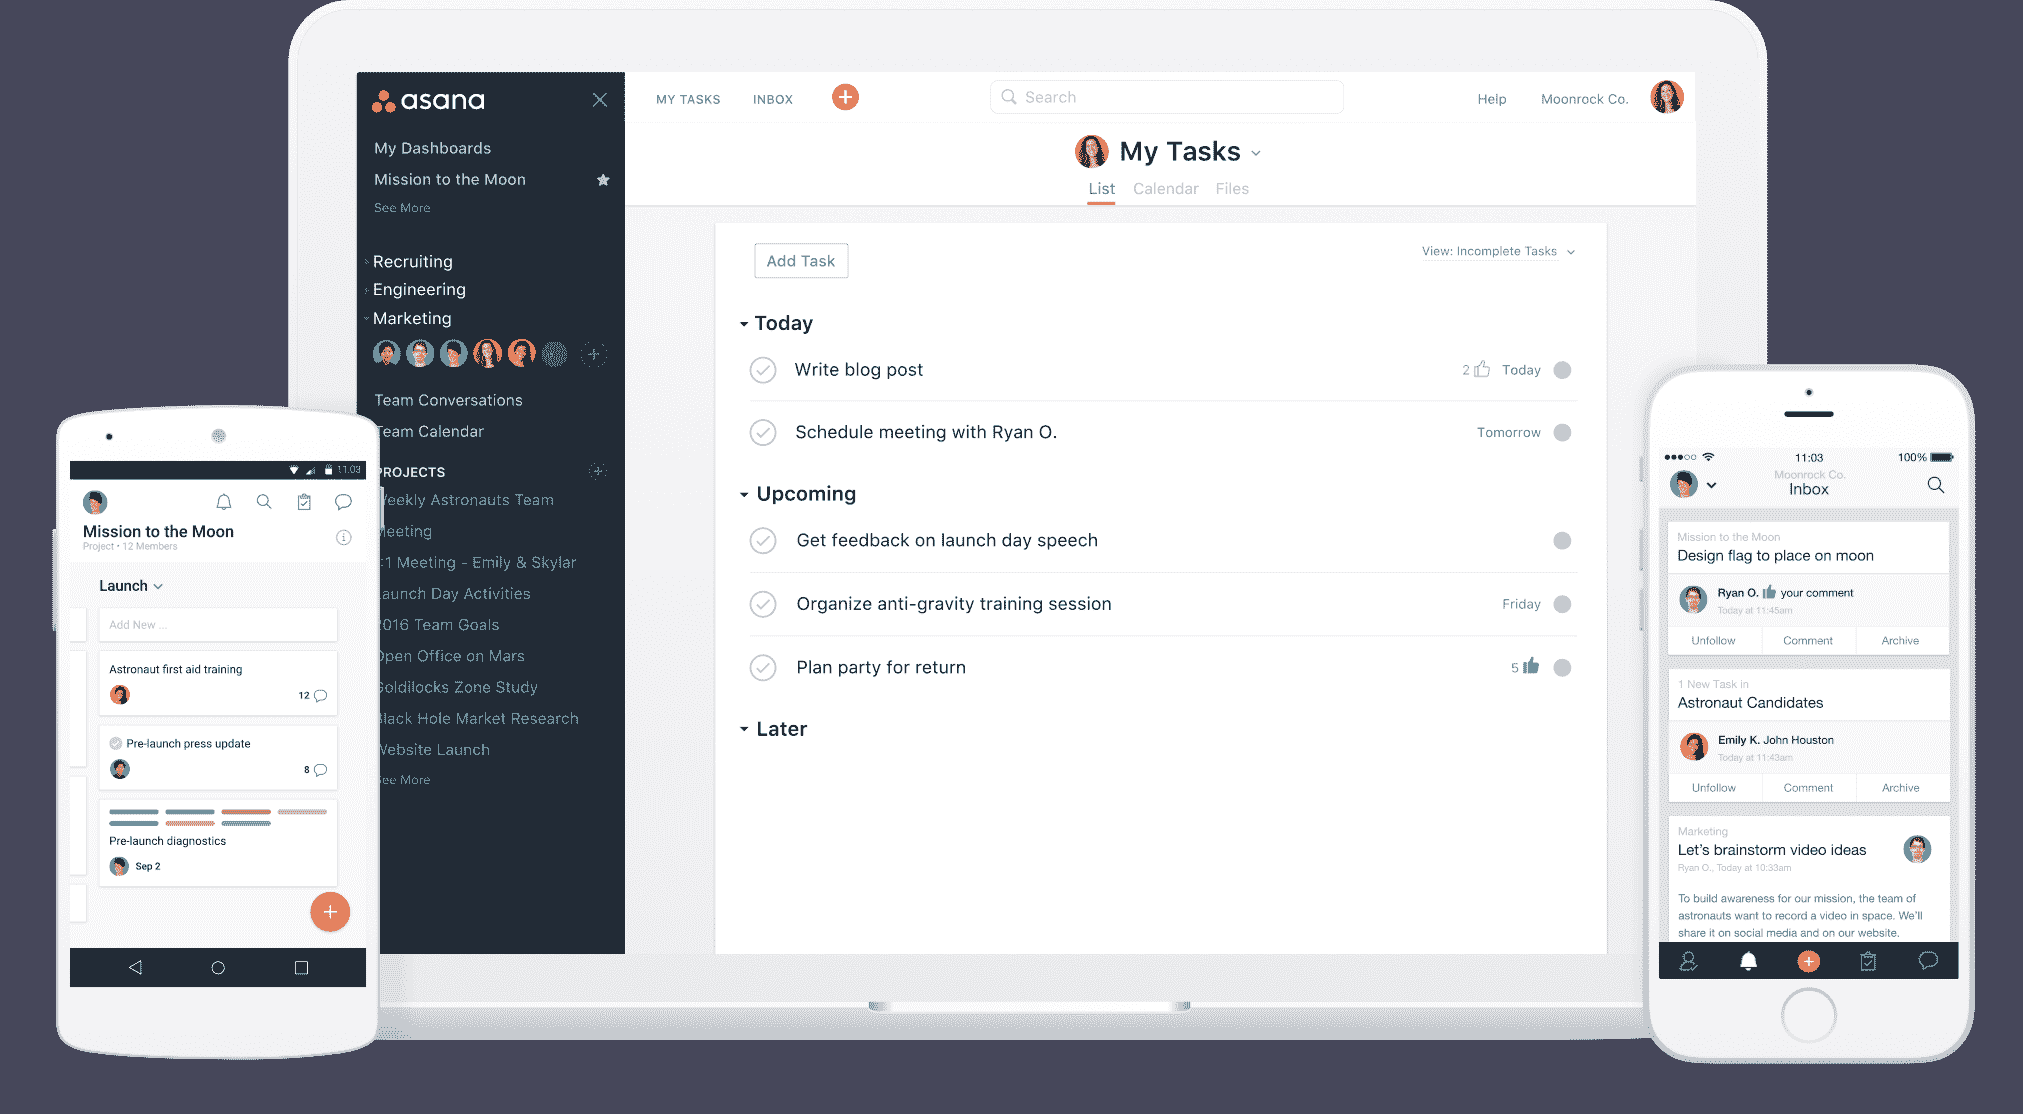 asana
My Dashboards
Mission to the Moon
See More
Recruiting
Engineering
Marketing
Team Conversations
Team Calendar
PROJECTS
Weekly Astronauts Team
Meeting
1:1 Meeting - Emily & Skylar
Launch Day Activities
2016 Team Goals
Open Office on Mars
Goldilocks Zone Study
Black Hole Market Research
Website Launch
See More
MY TASKS
INBOX
Search
Help
Moonrock Co.
My Tasks
List Calendar Files
Add Task
View: Incomplete Tasks
Today
Write blog post 2 Today
Schedule meeting with Ryan O. Tomorrow
Upcoming
Get feedback on launch day speech
Organize anti-gravity training session Friday
Plan party for return 5
Later
11:03
Mission to the Moon
Project • 12 Members
Launch
Add New ...
Astronaut first aid training
12
Pre-launch press update
8
Pre-launch diagnostics
Sep 2
11:03 100%
Moonrock Co.
Inbox
Mission to the Moon
Design flag to place on moon
Ryan O. your comment
Today at 11:45am
Unfollow Comment Archive
1 New Task in
Astronaut Candidates
Emily K. John Houston
Today at 11:43am
Unfollow Comment Archive
Marketing
Let's brainstorm video ideas
Ryan O., Today at 10:33am
To build awareness for our mission, the team of
astronauts want to record a video in space. We'll
share it on social media and on our website.